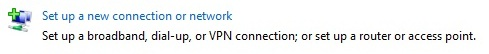 Set up a new connection or network
Set up a broadband, dial-up, or VPN connection; or set up a router or access point.